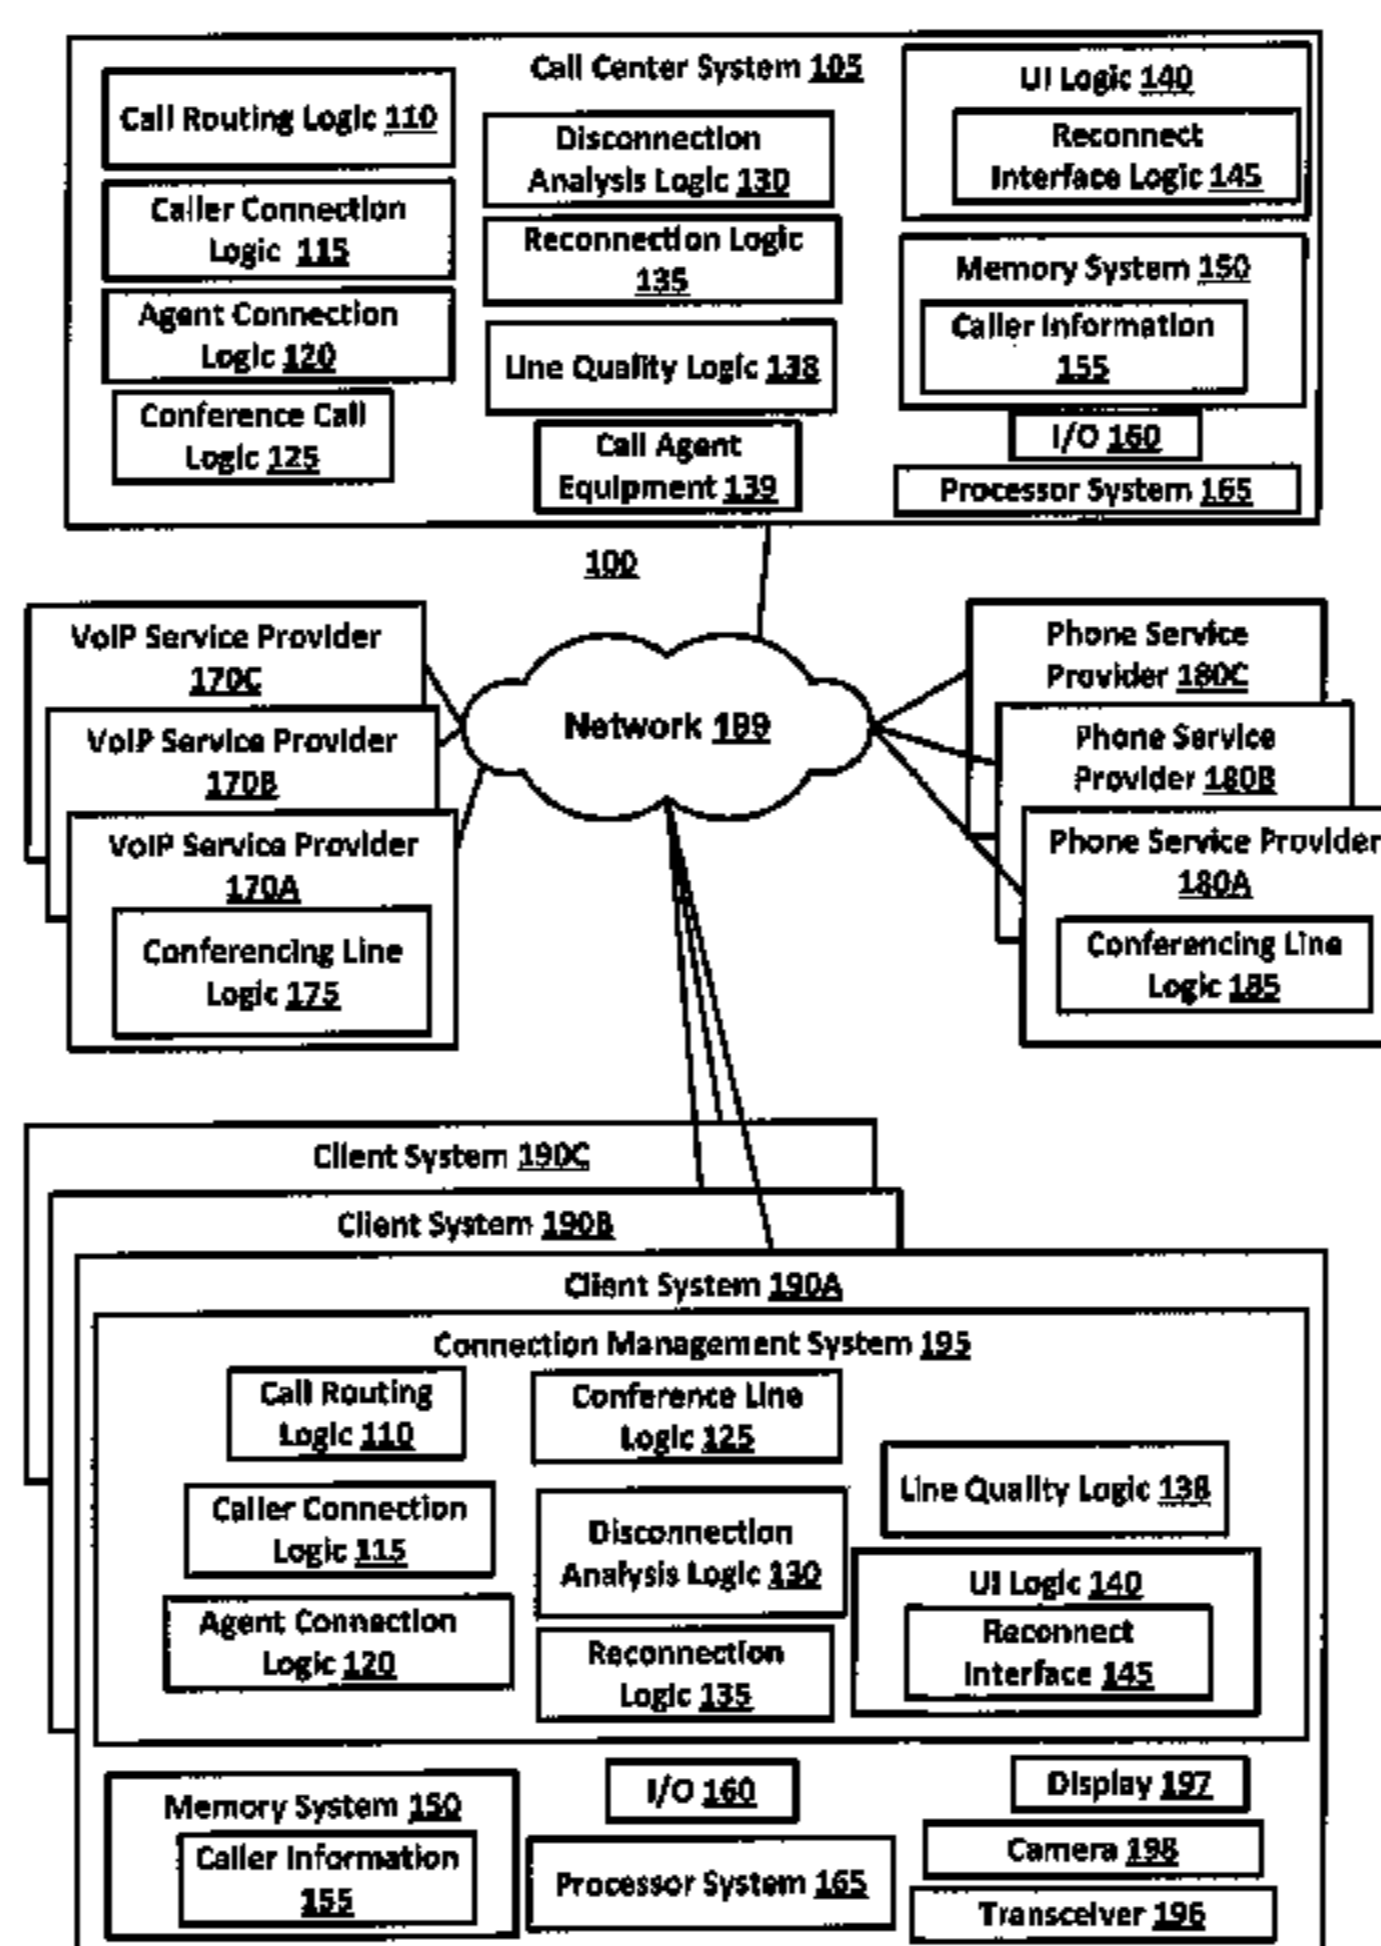 Call Center System 105
Call Routing Logic 110
Caller Connection
Logic 115
Agent Connection
Logic 120
Conference Call
Logic 125
Disconnection
Analysis Logic 130
Reconnection Logic
135
Line Quality Logic 138
Call Agent
Equipment 139
UI Logic 140
Reconnect
Interface Logic 145
Memory System 150
Caller Information
155
I/O 160
Processor System 165
100
VoIP Service Provider
170C
VoIP Service Provider
170B
VoIP Service Provider
170A
Conferencing Line
Logic 175
Network 189
Phone Service
Provider 180C
Phone Service
Provider 180B
Phone Service Provider
180A
Conferencing Line
Logic 185
Client System 190C
Client System 190B
Client System 190A
Connection Management System 195
Call Routing
Logic 110
Caller Connection
Logic 115
Agent Connection
Logic 120
Conference Line
Logic 125
Disconnection
Analysis Logic 130
Reconnection
Logic 135
Line Quality Logic 138
UI Logic 140
Reconnect
Interface 145
Memory System 150
Caller Information
155
I/O 160
Processor System 165
Display 197
Camera 198
Transceiver 196